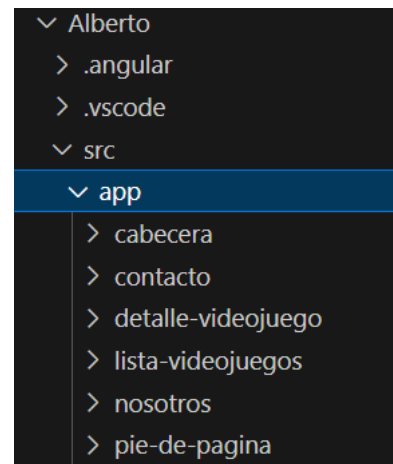 Alberto
.angular
.vscode
src
app
cabecera
contacto
detalle-videojuego
lista-videojuegos
nosotros
pie-de-pagina